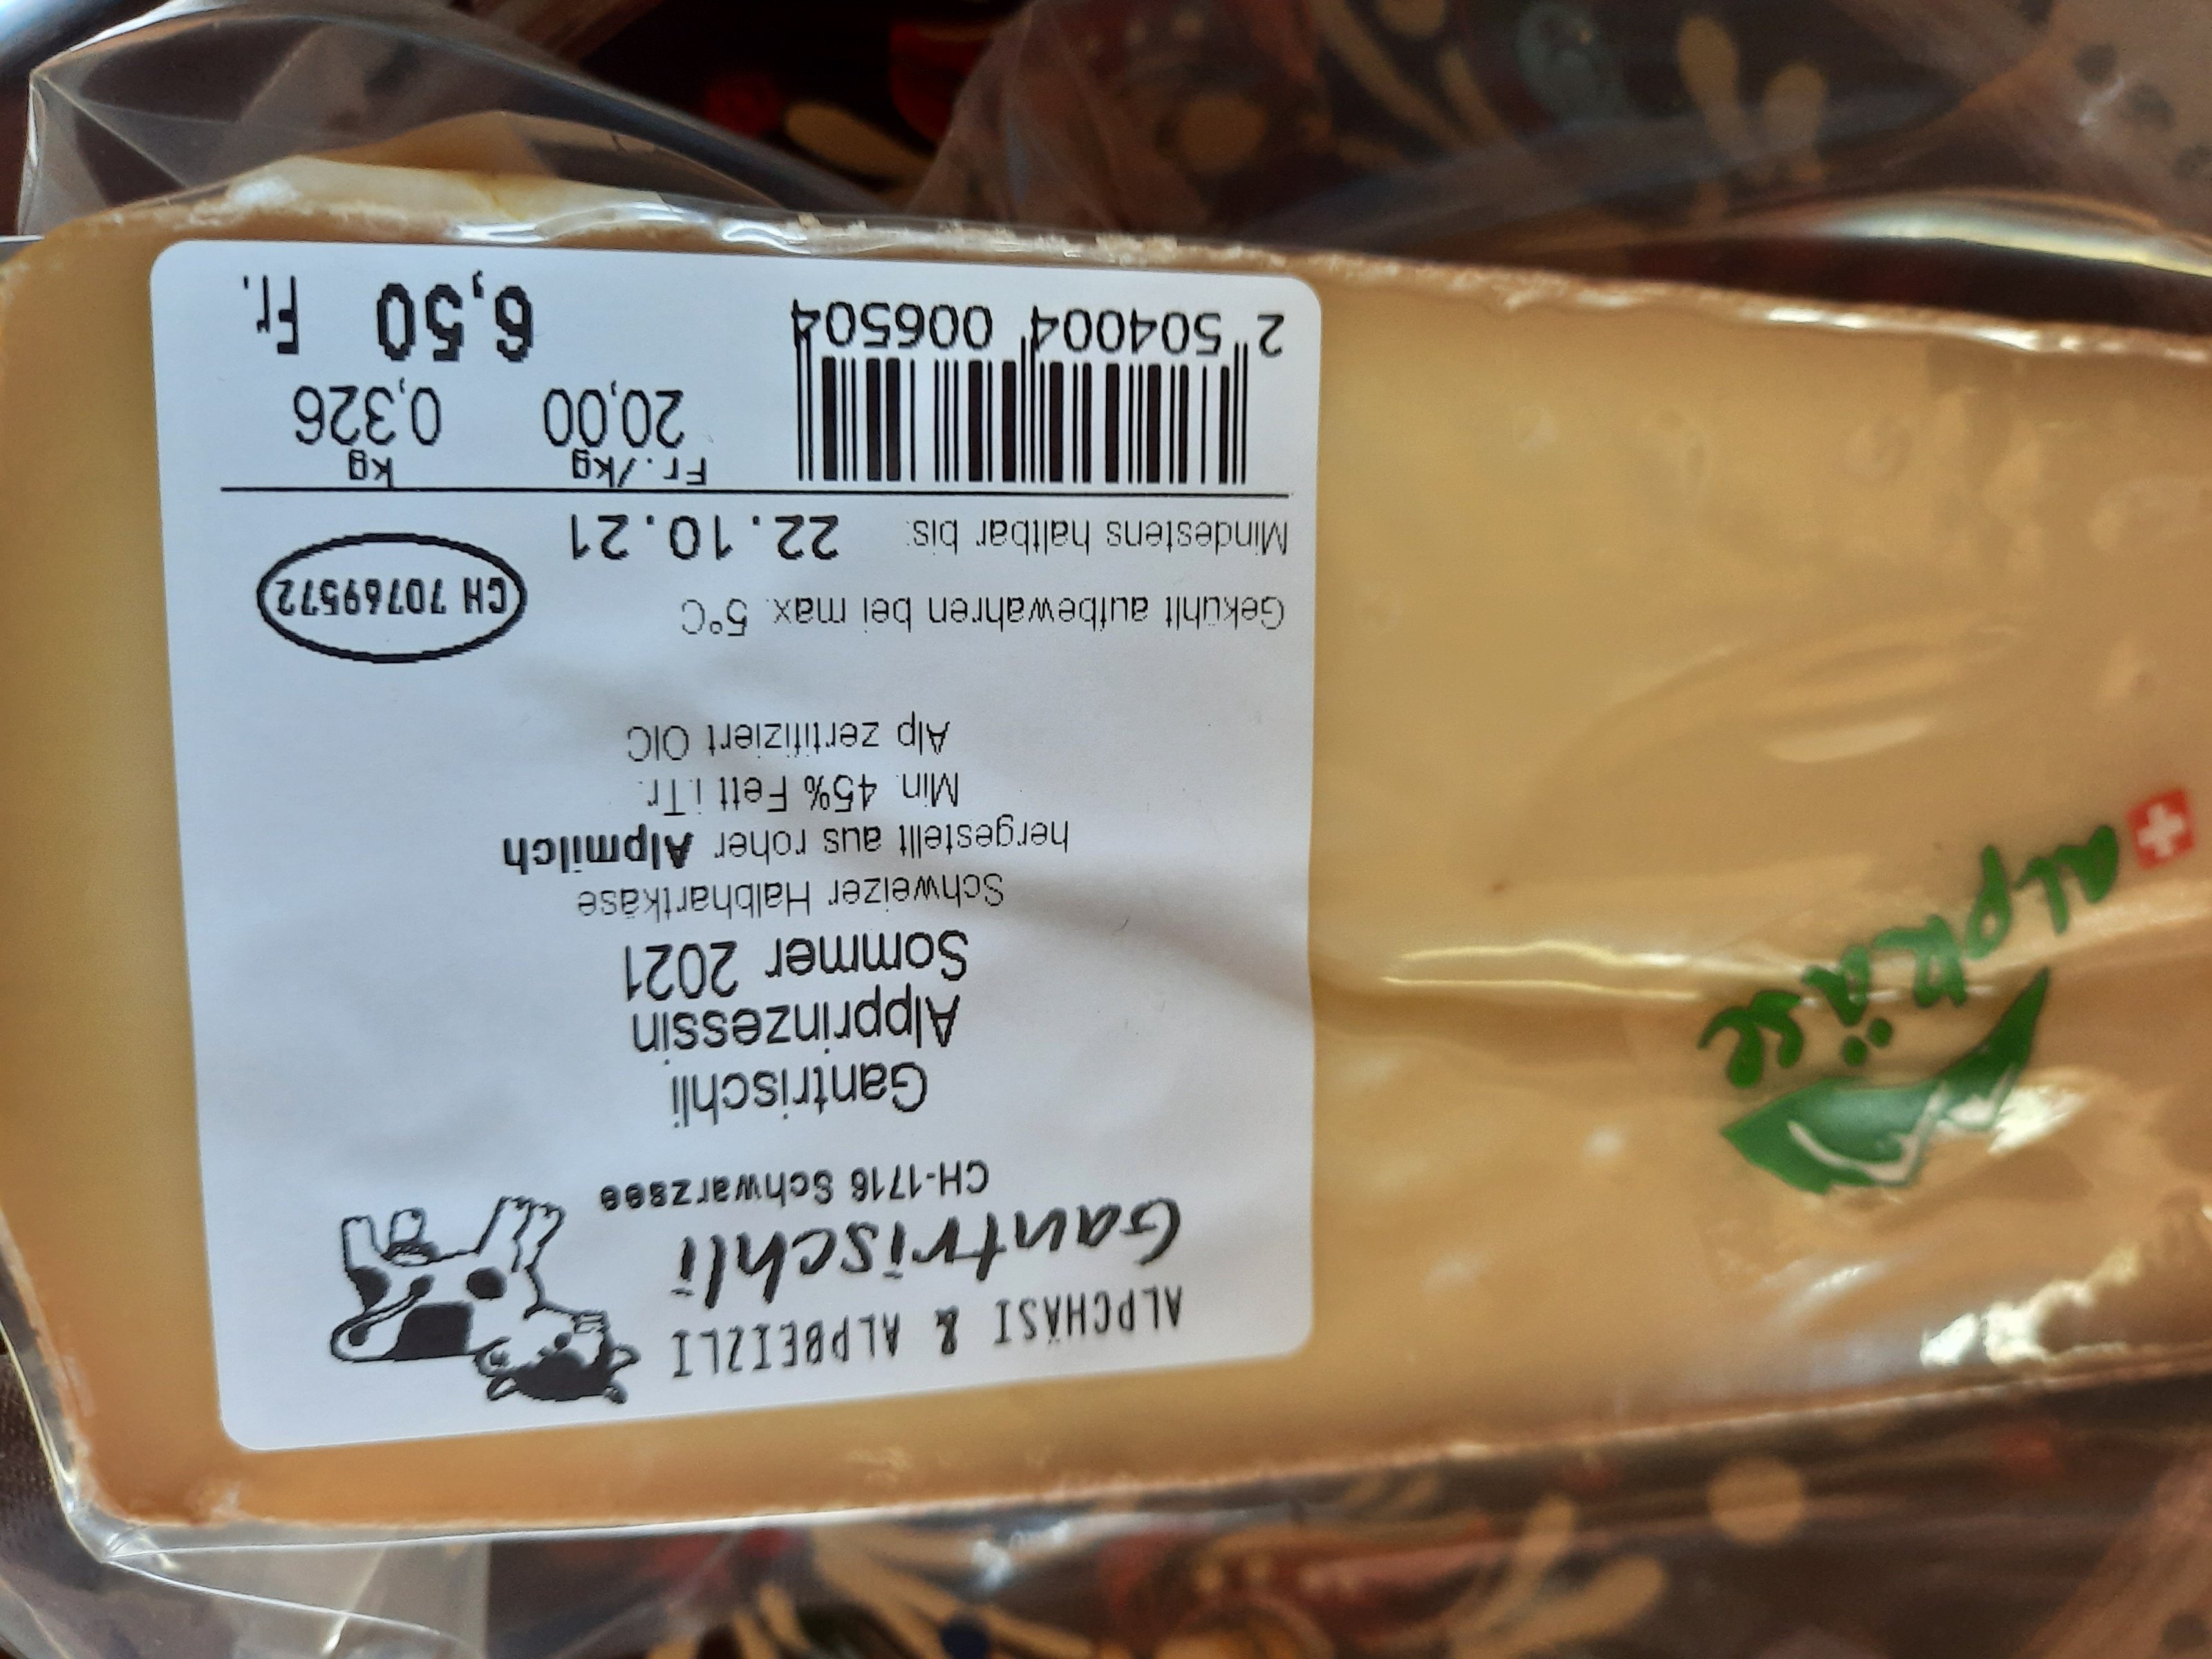 ALPCHÄSI & ALPBEIZLI
Gantrischli
CH-1716 Schwarzsee
Gantrischli
Alpprinzessin
Sommer 2021
Schweizer Halbhartkäse
hergestellt aus roher Alpmilch
Min. 45% Fett i.Tr.
Alp zertifiziert OIC
Gekühlt aufbewahren bei max. 5°C
CH 70769572
Mindestens haltbar bis: 22.10.21
Fr./kg kg
20,00 0,326
2 504004 006504
6,50 Fr.
ALPKäse